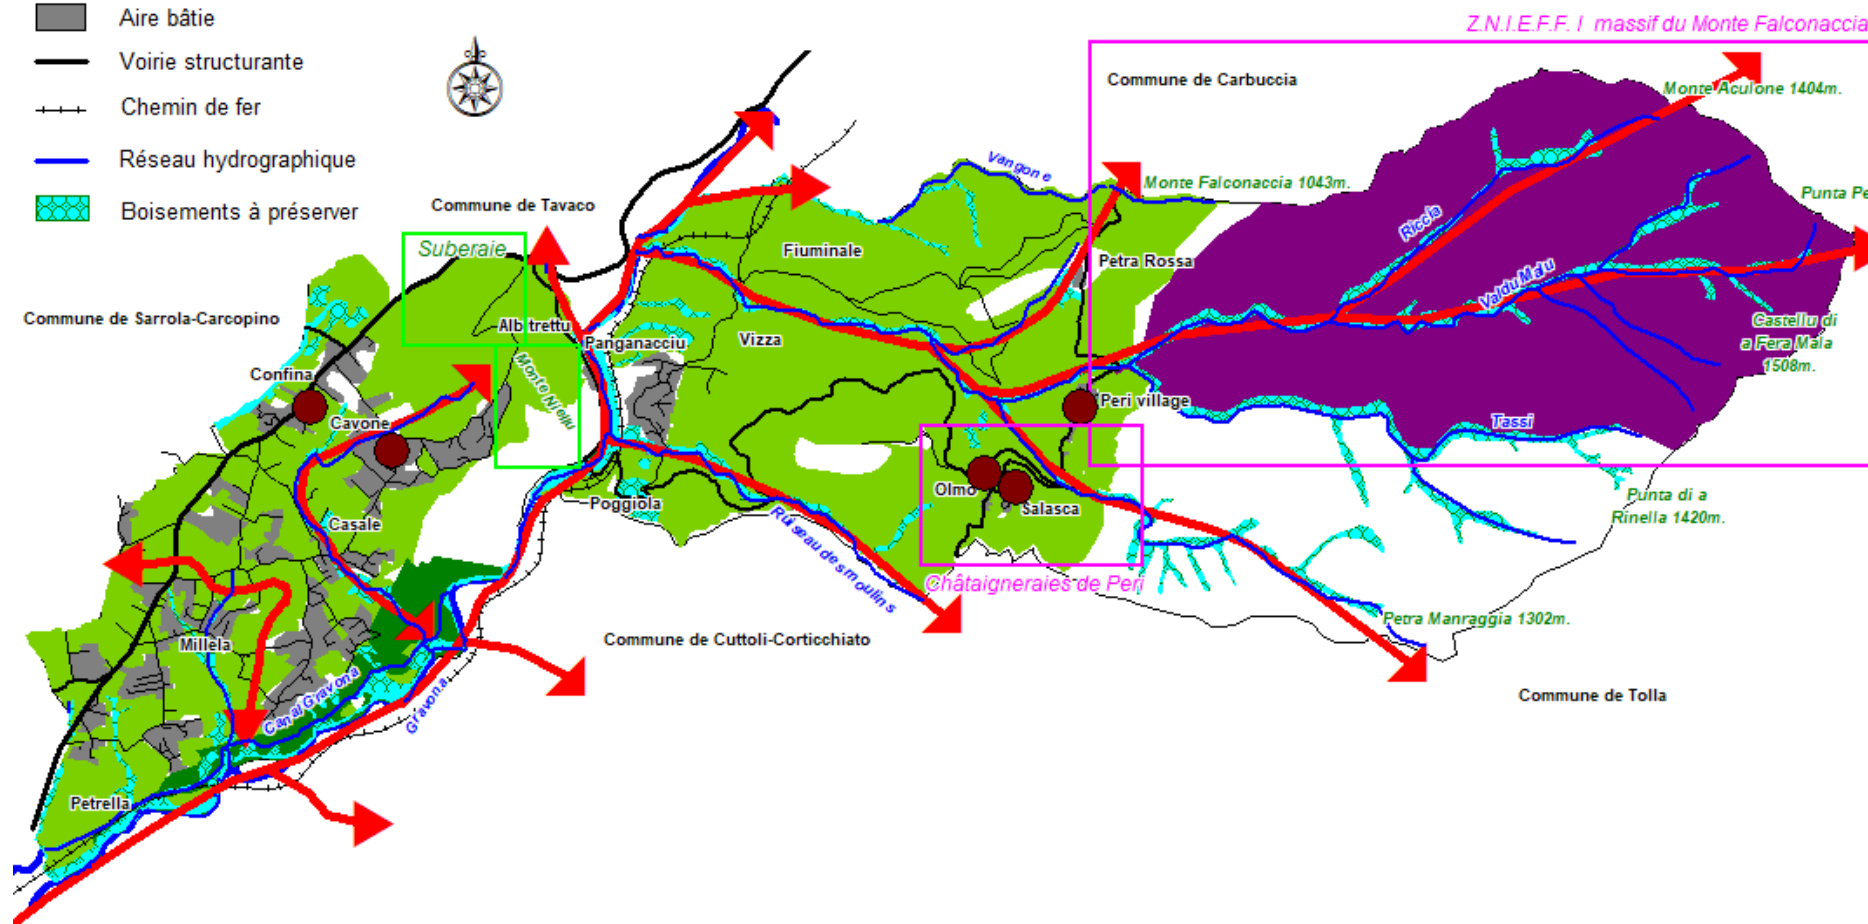 Aire bâtie
Voirie structurante
Chemin de fer
Réseau hydrographique
Boisements à préserver
Z.N.I.E.F.F. I massif du Monte Falconaccia
Commune de Carbuccia
Monte Aculone 1404m.
Vangone
Monte Falconaccia 1043m.
Punta Pe
Commune de Tavaco
Suberaie
Fiuminale
Petra Rossa
Riccia
Valdu Malu
Commune de Sarrola-Carcopino
Albitrettu
Panganacciu
Vizza
Castellu di
a Fera Mala
1508m.
Confina
Monte Niellu
Cavone
Peri village
Tassi
Olmo
Salasca
Poggiola
Punta di a
Rinella 1420m.
Casale
Ruisseau des moulins
Châtaigneraies de Peri
Petra Manraggia 1302m.
Millela
Commune de Cuttoli-Corticchiato
Canal Gravona
Gravona
Commune de Tolla
Petrella